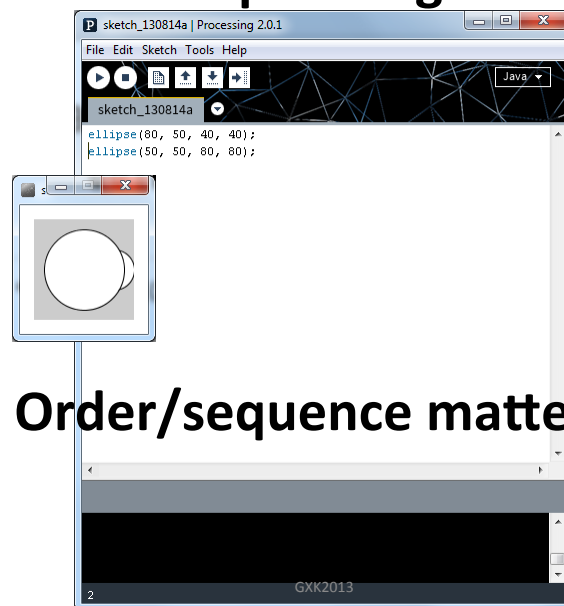 sketch_130814a | Processing 2.0.1
File Edit Sketch Tools Help
Java
sketch_130814a
ellipse(80, 50, 40, 40);
ellipse(50, 50, 80, 80);
s
Order/sequence matte
GXK2013
2